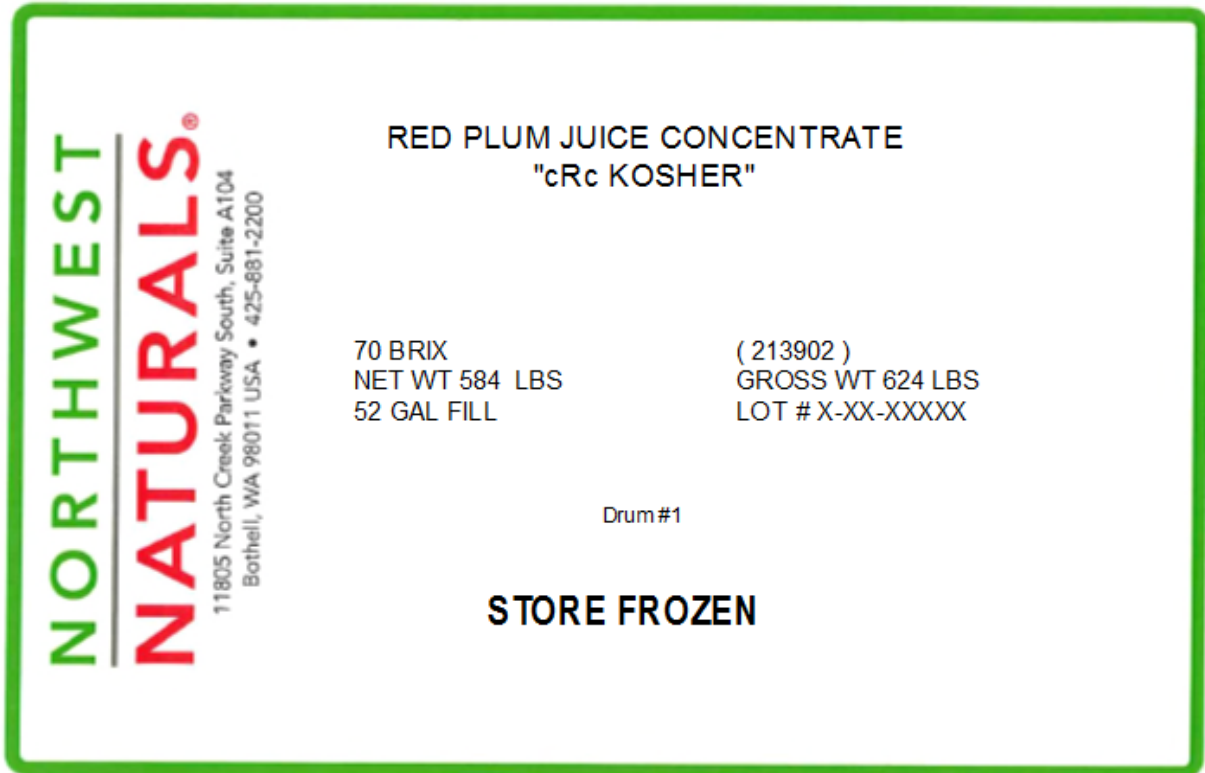 NORTHWEST
NATURALS®
11805 North Creek Parkway South, Suite A104
Bothell, WA 98011 USA • 425-881-2200
RED PLUM JUICE CONCENTRATE
"cRc KOSHER"
70 BRIX
NET WT 584 LBS
52 GAL FILL
( 213902 )
GROSS WT 624 LBS
LOT # X-XX-XXXXX
Drum #1
STORE FROZEN